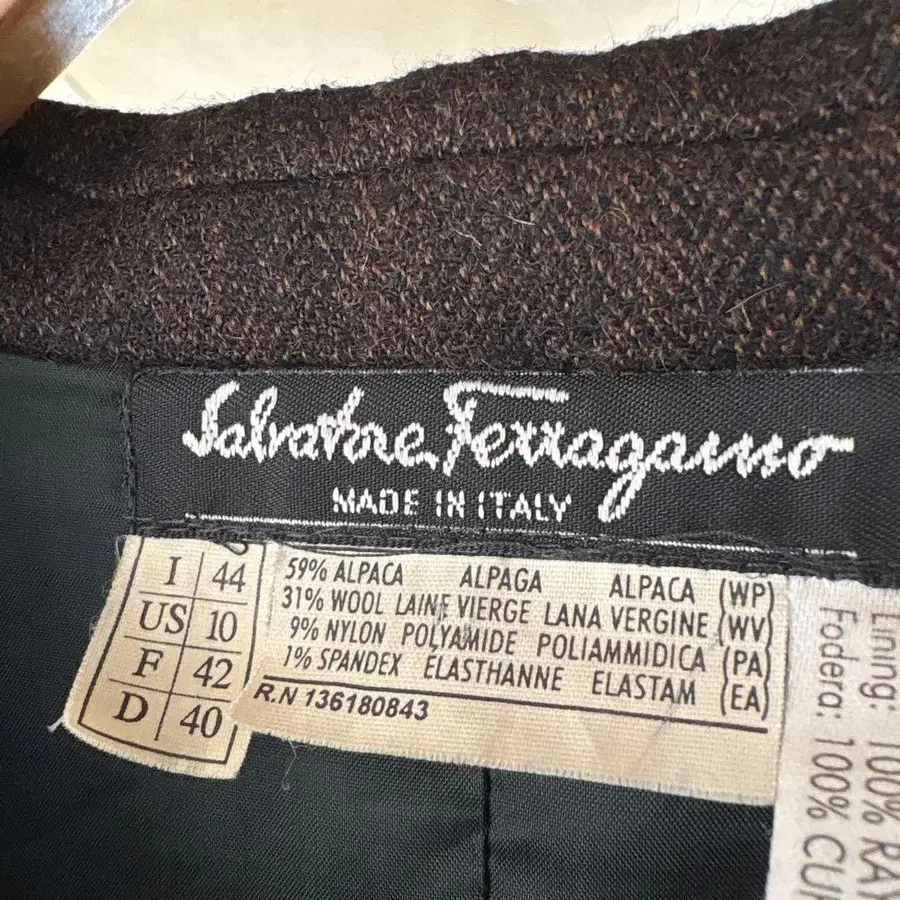 Salvatore Ferragamo
MADE IN ITALY
I 44
US 10
F 42
D 40
59% ALPACA ALPAGA ALPACA (WP)
31% WOOL LAINE VIERGE LANA VERGINE (WV)
9% NYLON POLYAMIDE POLIAMMIDICA (PA)
1% SPANDEX ELASTHANNE ELASTAM (EA)
R.N 136180843
Lining: 100%
Fodera: 100%